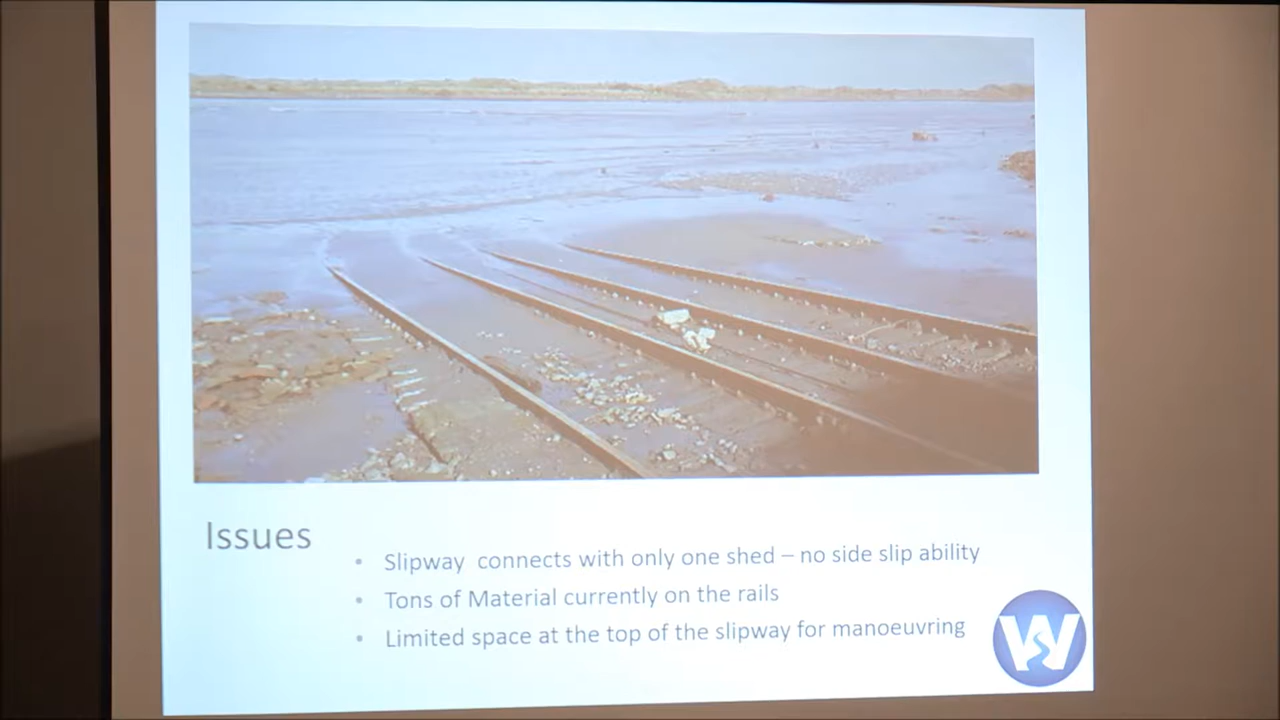 Issues
• Slipway connects with only one shed – no side slip ability
• Tons of Material currently on the rails
• Limited space at the top of the slipway for manoeuvring
W